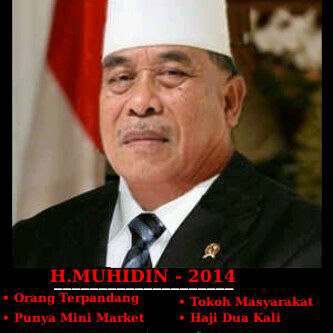 H.MUHIDIN - 2014
• Orang Terpandang
• Tokoh Masyarakat
• Punya Mini Market
• Haji Dua Kali